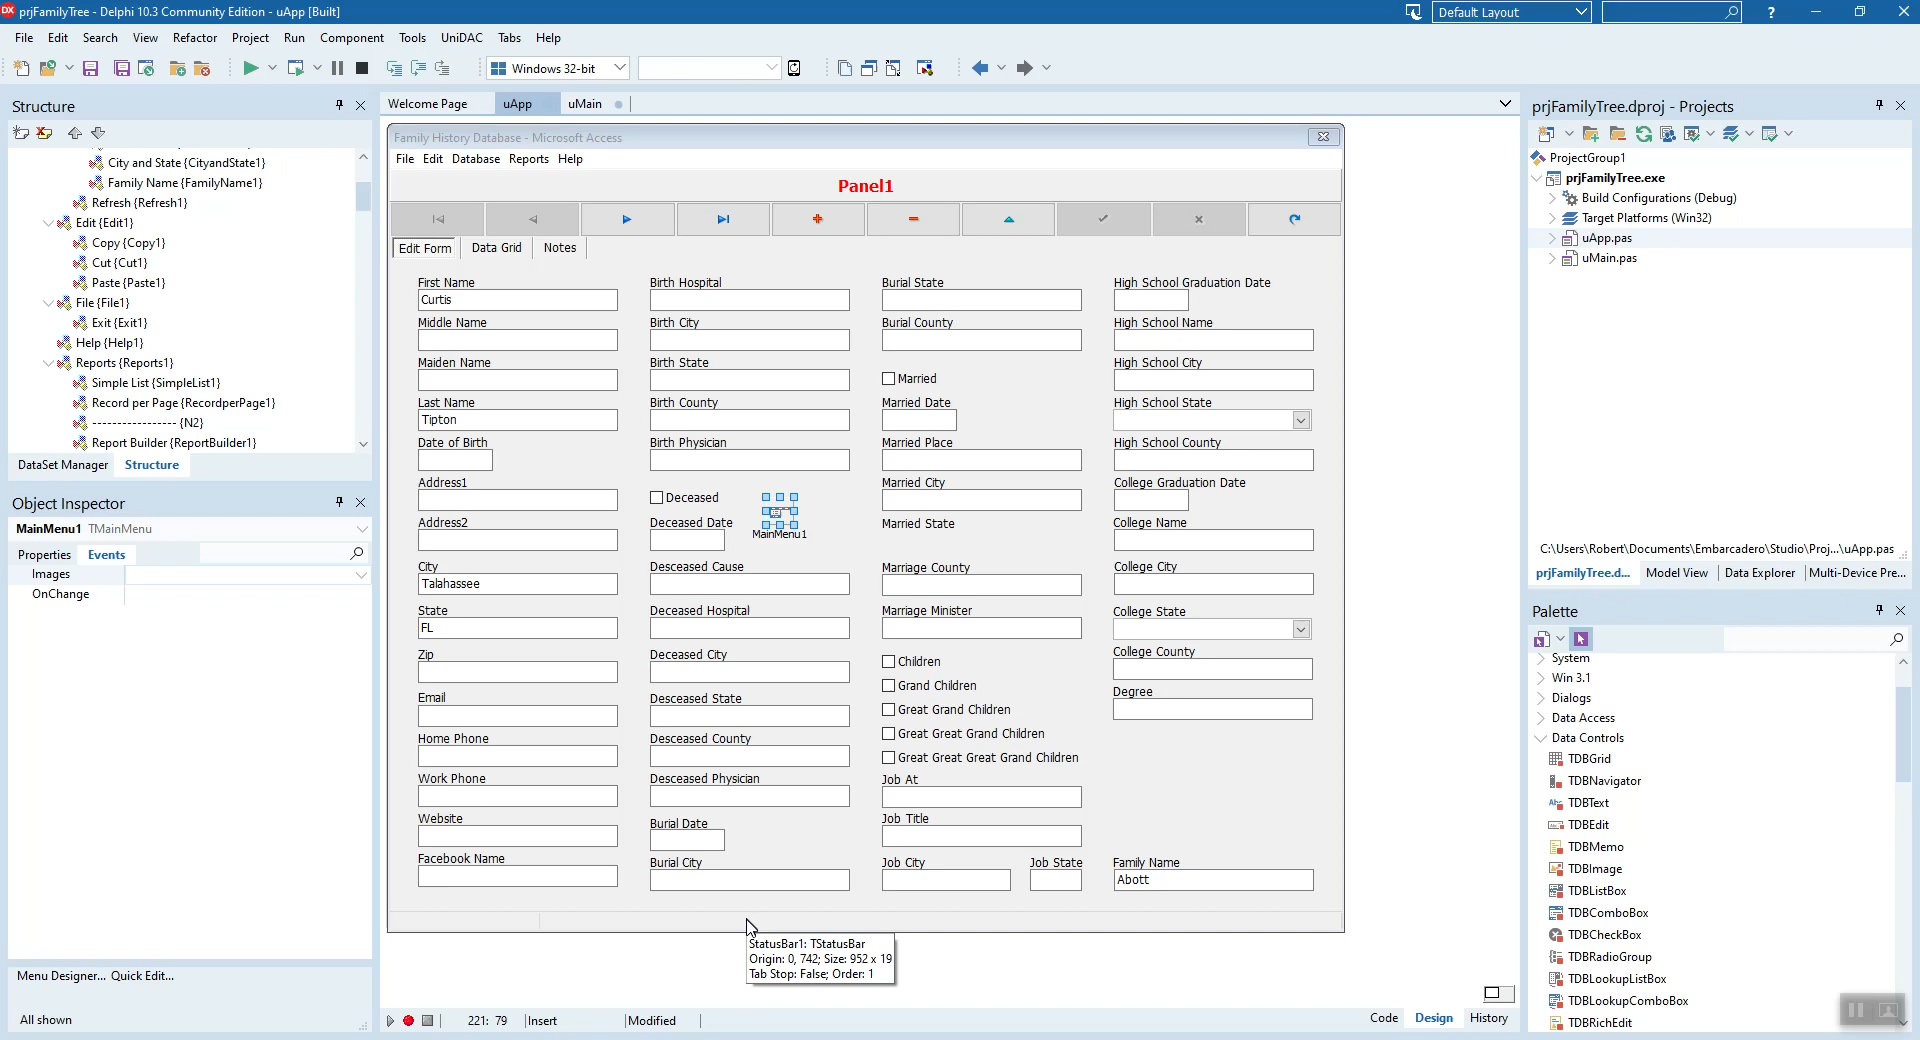 prjFamilyTree - Delphi 10.3 Community Edition - uApp [Built]
Default Layout
?
File Edit Search View Refactor Project Run Component Tools UniDAC Tabs Help
Windows 32-bit
Structure
City and State {CityandState1}
Family Name {FamilyName1}
Refresh {Refresh1}
Edit {Edit1}
Copy {Copy1}
Cut {Cut1}
Paste {Paste1}
File {File1}
Exit {Exit1}
Help {Help1}
Reports {Reports1}
Simple List {SimpleList1}
Record per Page {RecordperPage1}
----------------- {N2}
Report Builder {ReportBuilder1}
DataSet Manager Structure
Object Inspector
MainMenu1 TMainMenu
Properties Events
Images
OnChange
Menu Designer... Quick Edit...
All shown
Welcome Page uApp uMain
Family History Database - Microsoft Access
File Edit Database Reports Help
Panel1
Edit Form Data Grid Notes
First Name
Curtis
Middle Name
Maiden Name
Last Name
Tipton
Date of Birth
Address1
Address2
City
Talahassee
State
FL
Zip
Email
Home Phone
Work Phone
Website
Facebook Name
Birth Hospital
Birth City
Birth State
Birth County
Birth Physician
Deceased
MainMenu1
Deceased Date
Desceased Cause
Deceased Hospital
Deceased City
Desceased State
Desceased County
Desceased Physician
Burial Date
Burial City
Burial State
Burial County
Married
Married Date
Married Place
Married City
Married State
Marriage County
Marriage Minister
Children
Grand Children
Great Grand Children
Great Great Grand Children
Great Great Great Grand Children
Job At
Job Title
Job City Job State
High School Graduation Date
High School Name
High School City
High School State
High School County
College Graduation Date
College Name
College City
College State
College County
Degree
Family Name
Abott
StatusBar1: TStatusBar
Origin: 0, 742; Size: 952 x 19
Tab Stop: False; Order: 1
221: 79 Insert Modified
Code Design History
prjFamilyTree.dproj - Projects
ProjectGroup1
prjFamilyTree.exe
Build Configurations (Debug)
Target Platforms (Win32)
uApp.pas
uMain.pas
C:\Users\Robert\Documents\Embarcadero\Studio\Proj...\uApp.pas
prjFamilyTree.d... Model View Data Explorer Multi-Device Pre...
Palette
System
Win 3.1
Dialogs
Data Access
Data Controls
TDBGrid
TDBNavigator
TDBText
TDBEdit
TDBMemo
TDBImage
TDBListBox
TDBComboBox
TDBCheckBox
TDBRadioGroup
TDBLookupListBox
TDBLookupComboBox
TDBRichEdit